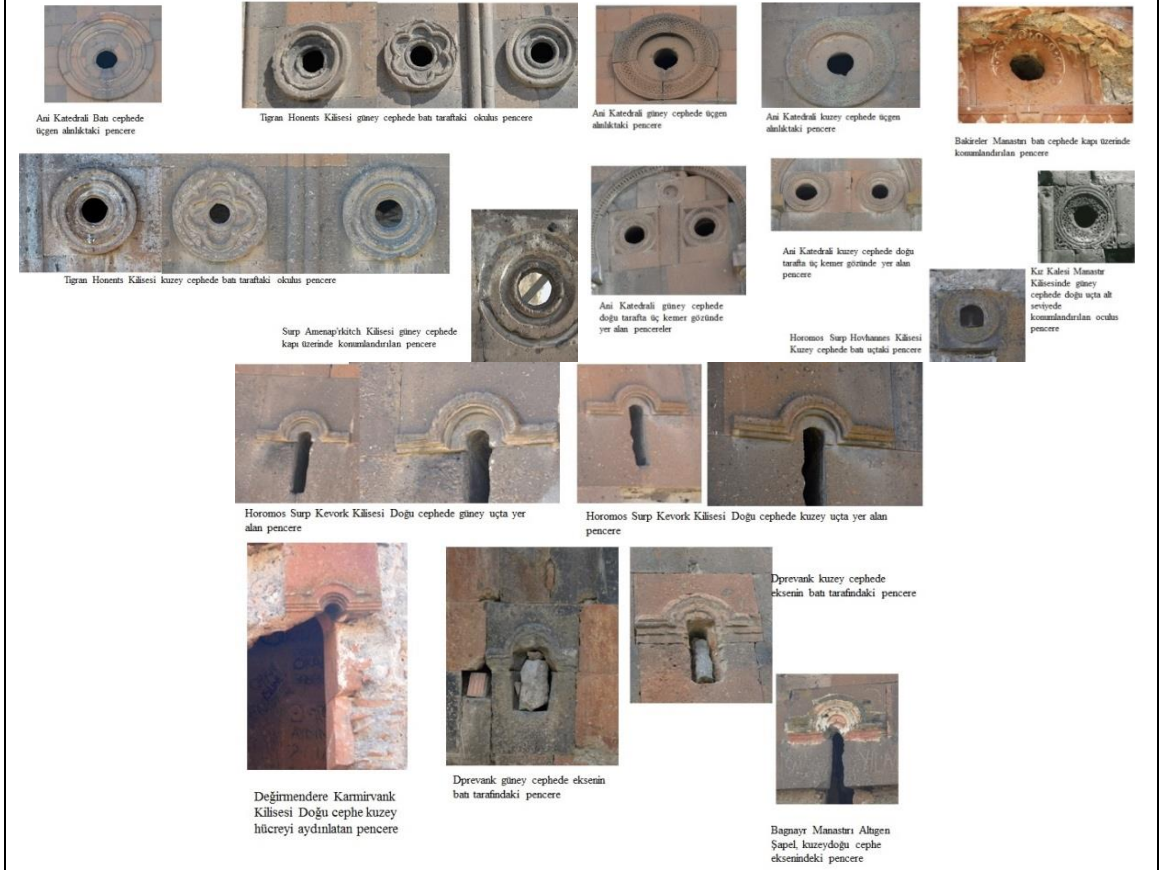 Ani Katedrali Batı cephede
üçgen alınlıktaki pencere
Tigran Honents Kilisesi güney cephede batı taraftaki okulus pencere
Ani Katedrali güney cephede üçgen
alınlıktaki pencere
Ani Katedrali kuzey cephede üçgen
alınlıktaki pencere
Bakireler Manastırı batı cephede kapı üzerinde
konumlandırılan pencere
Tigran Honents Kilisesi kuzey cephede batı taraftaki okulus pencere
Surp Amenap'rkitch Kilisesi güney cephede
kapı üzerinde konumlandırılan pencere
Ani Katedrali güney cephede
doğu tarafta üç kemer gözünde
yer alan pencereler
Ani Katedrali kuzey cephede doğu
tarafta üç kemer gözünde yer alan
pencere
Horomos Surp Hovhannes Kilisesi
Kuzey cephede batı uçtaki pencere
Kız Kalesi Manastır
Kilisesinde güney
cephede doğu uçta alt
seviyede
konumlandırılan oculus
pencere
Horomos Surp Kevork Kilisesi Doğu cephede güney uçta yer
alan pencere
Horomos Surp Kevork Kilisesi Doğu cephede kuzey uçta yer alan
pencere
Değirmendere Karmirvank
Kilisesi Doğu cephe kuzey
hücreyi aydınlatan pencere
Dprevank güney cephede eksenin
batı tarafindaki pencere
Dprevank kuzey cephede
eksenin batı tarafindaki pencere
Bagnayr Manastırı Altıgen
Şapel, kuzeydoğu cephe
eksenindeki pencere